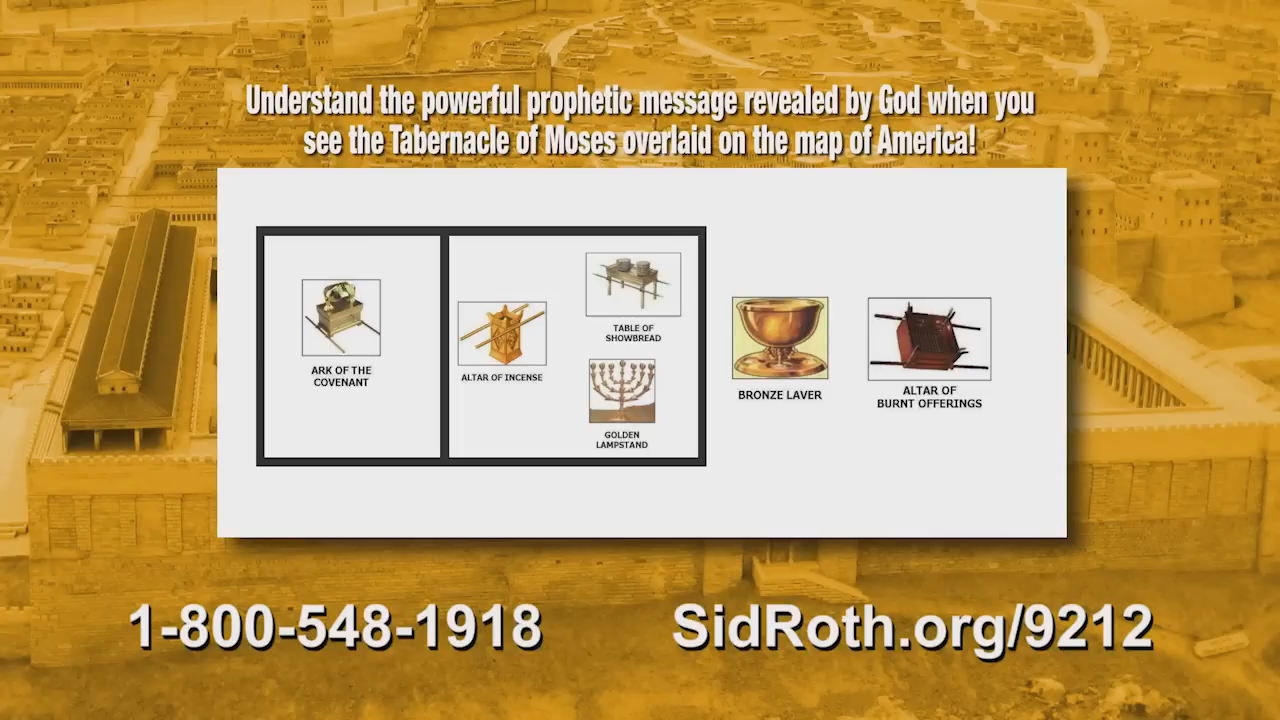 Understand the powerful prophetic message revealed by God when you
see the Tabernacle of Moses overlaid on the map of America!
ARK OF THE
COVENANT
ALTAR OF INCENSE
TABLE OF
SHOWBREAD
GOLDEN
LAMPSTAND
BRONZE LAVER
ALTAR OF
BURNT OFFERINGS
1-800-548-1918
SidRoth.org/9212